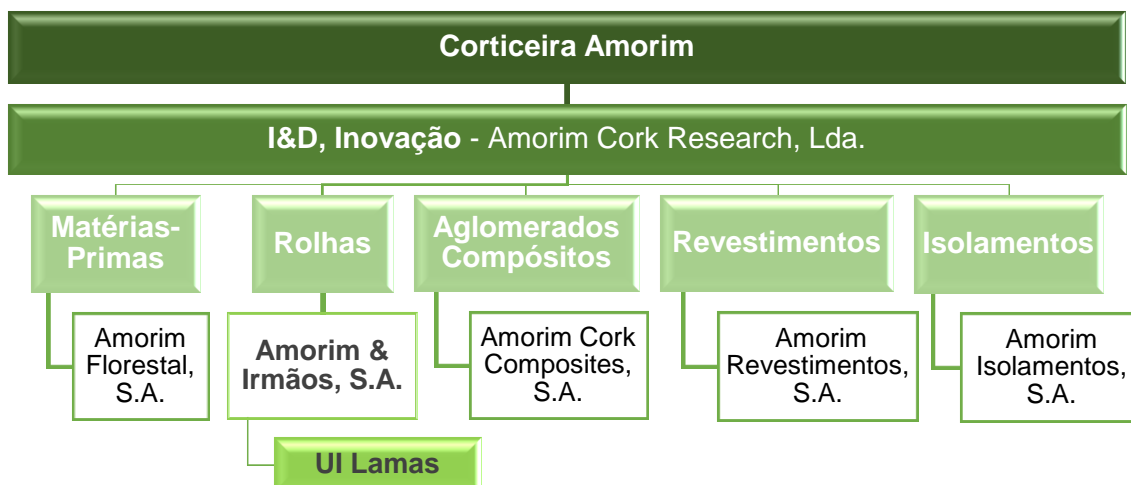 Corticeira Amorim
I&D, Inovação - Amorim Cork Research, Lda.
Matérias-
Primas
Rolhas
Aglomerados
Compósitos
Revestimentos
Isolamentos
Amorim
Florestal,
S.A.
Amorim &
Irmãos, S.A.
Amorim Cork
Composites,
S.A.
Amorim
Revestimentos,
S.A.
Amorim
Isolamentos,
S.A.
UI Lamas